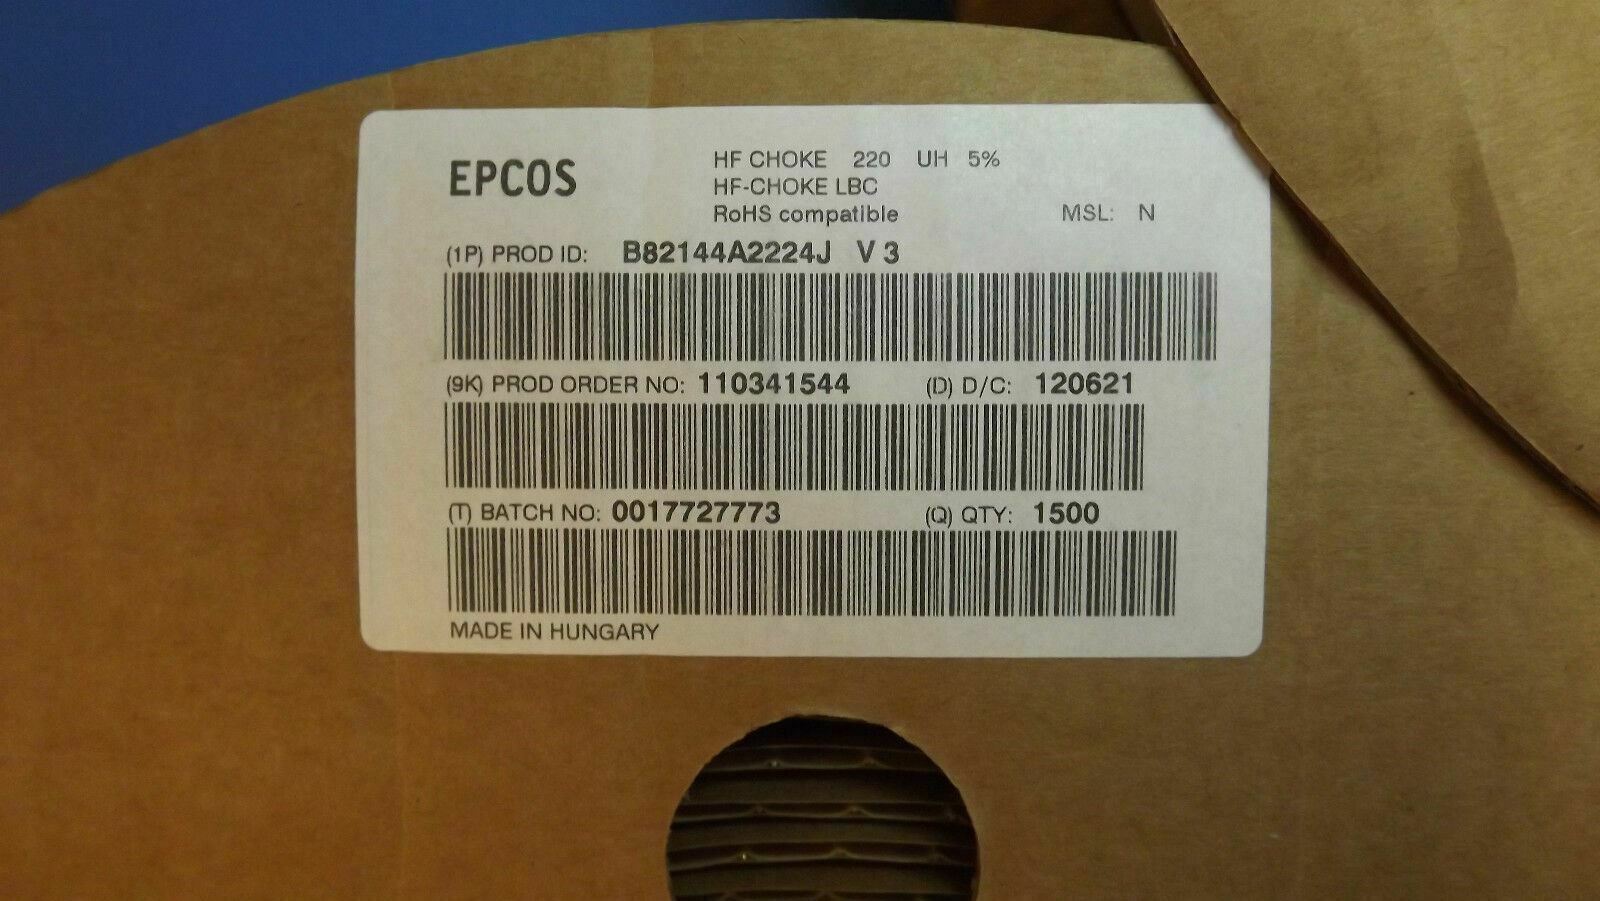 EPCOS
HF CHOKE 220 UH 5%
HF-CHOKE LBC
RoHS compatible MSL: N
(1P) PROD ID: B82144A2224J V 3
(9K) PROD ORDER NO: 110341544 (D) D/C: 120621
(T) BATCH NO: 0017727773 (Q) QTY: 1500
MADE IN HUNGARY